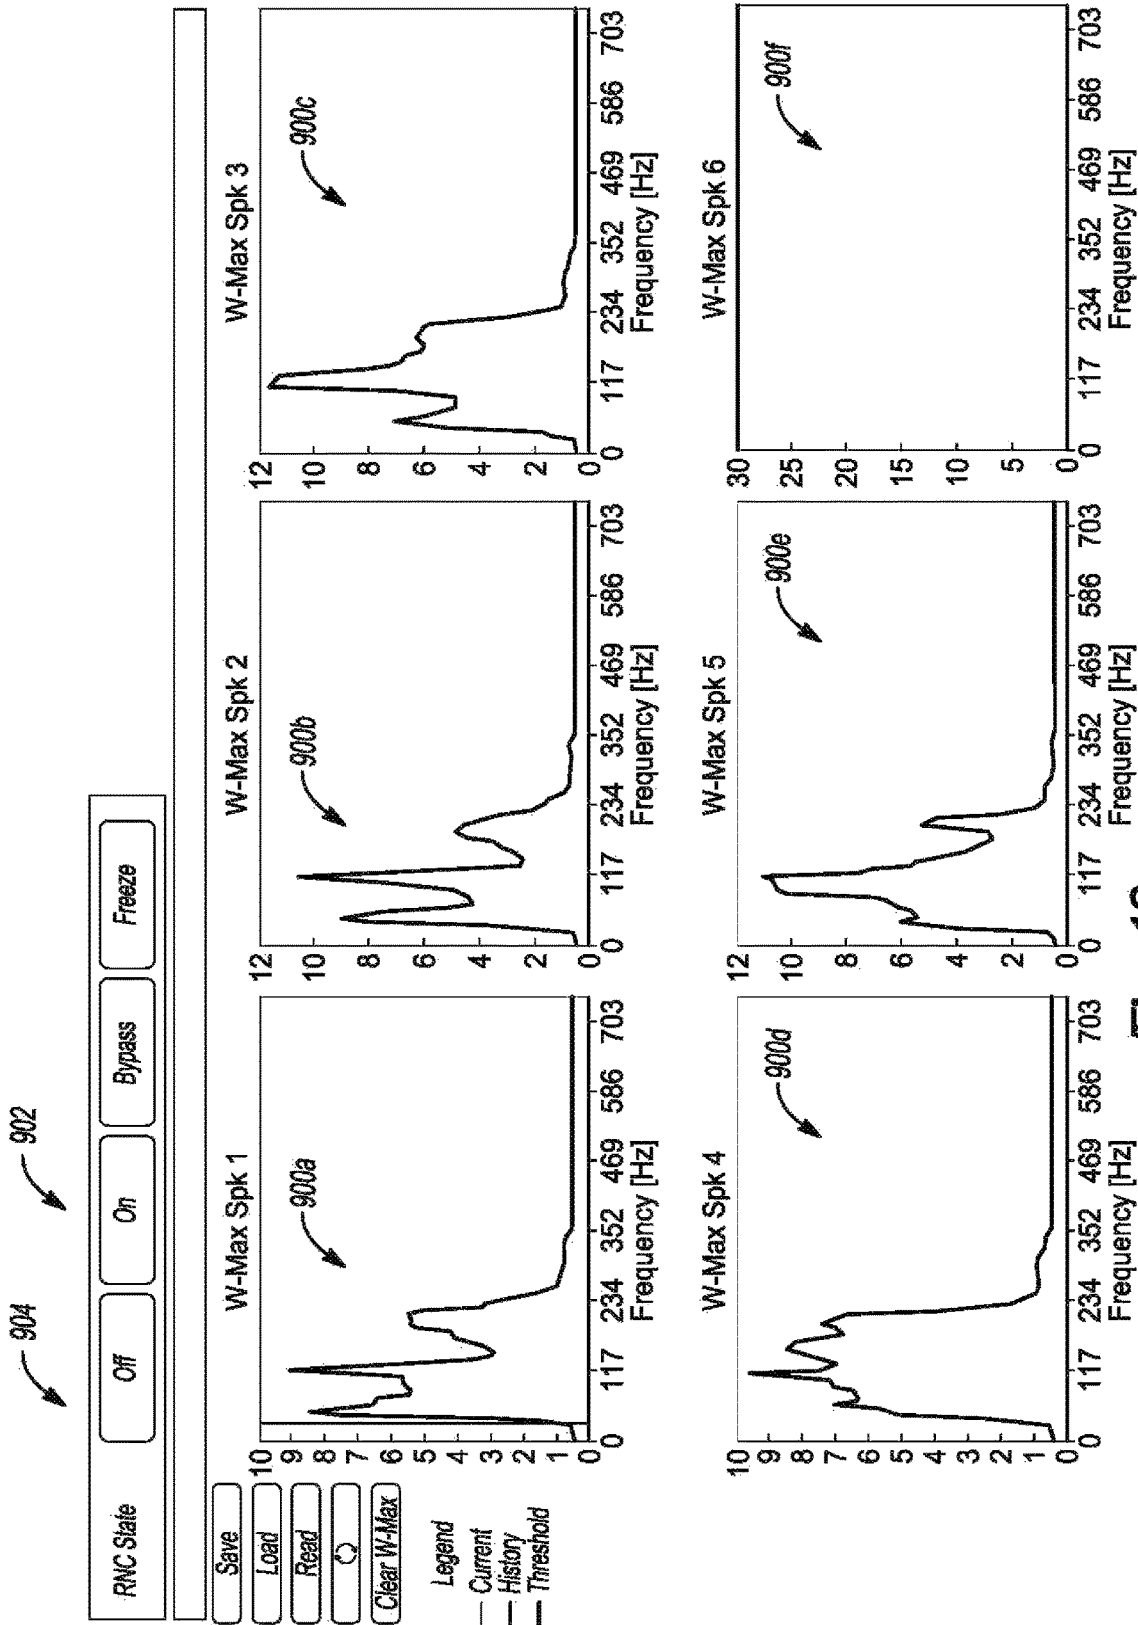 904
902
RNC State
Off
On
Bypass
Freeze
Save
Load
Read
Clear W-Max
Legend
Current
History
Threshold
W-Max Spk 1
900a
10
9
8
7
6
5
4
3
2
1
0
0 117 234 352 469 586 703
Frequency [Hz]
W-Max Spk 2
900b
12
10
8
6
4
2
0
0 117 234 352 469 586 703
Frequency [Hz]
W-Max Spk 3
900c
12
10
8
6
4
2
0
0 117 234 352 469 586 703
Frequency [Hz]
W-Max Spk 4
900d
10
9
8
7
6
5
4
3
2
1
0
0 117 234 352 469 586 703
Frequency [Hz]
W-Max Spk 5
900e
12
10
8
6
4
2
0
0 117 234 352 469 586 703
Frequency [Hz]
W-Max Spk 6
900f
30
25
20
15
10
5
0
0 117 234 352 469 586 703
Frequency [Hz]